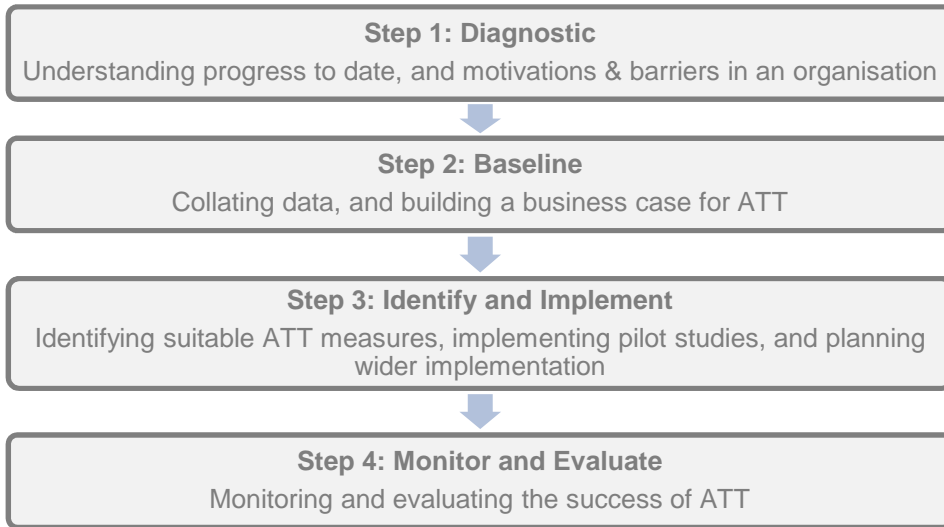 Step 1: Diagnostic
Understanding progress to date, and motivations & barriers in an organisation
Step 2: Baseline
Collating data, and building a business case for ATT
Step 3: Identify and Implement
Identifying suitable ATT measures, implementing pilot studies, and planning
wider implementation
Step 4: Monitor and Evaluate
Monitoring and evaluating the success of ATT